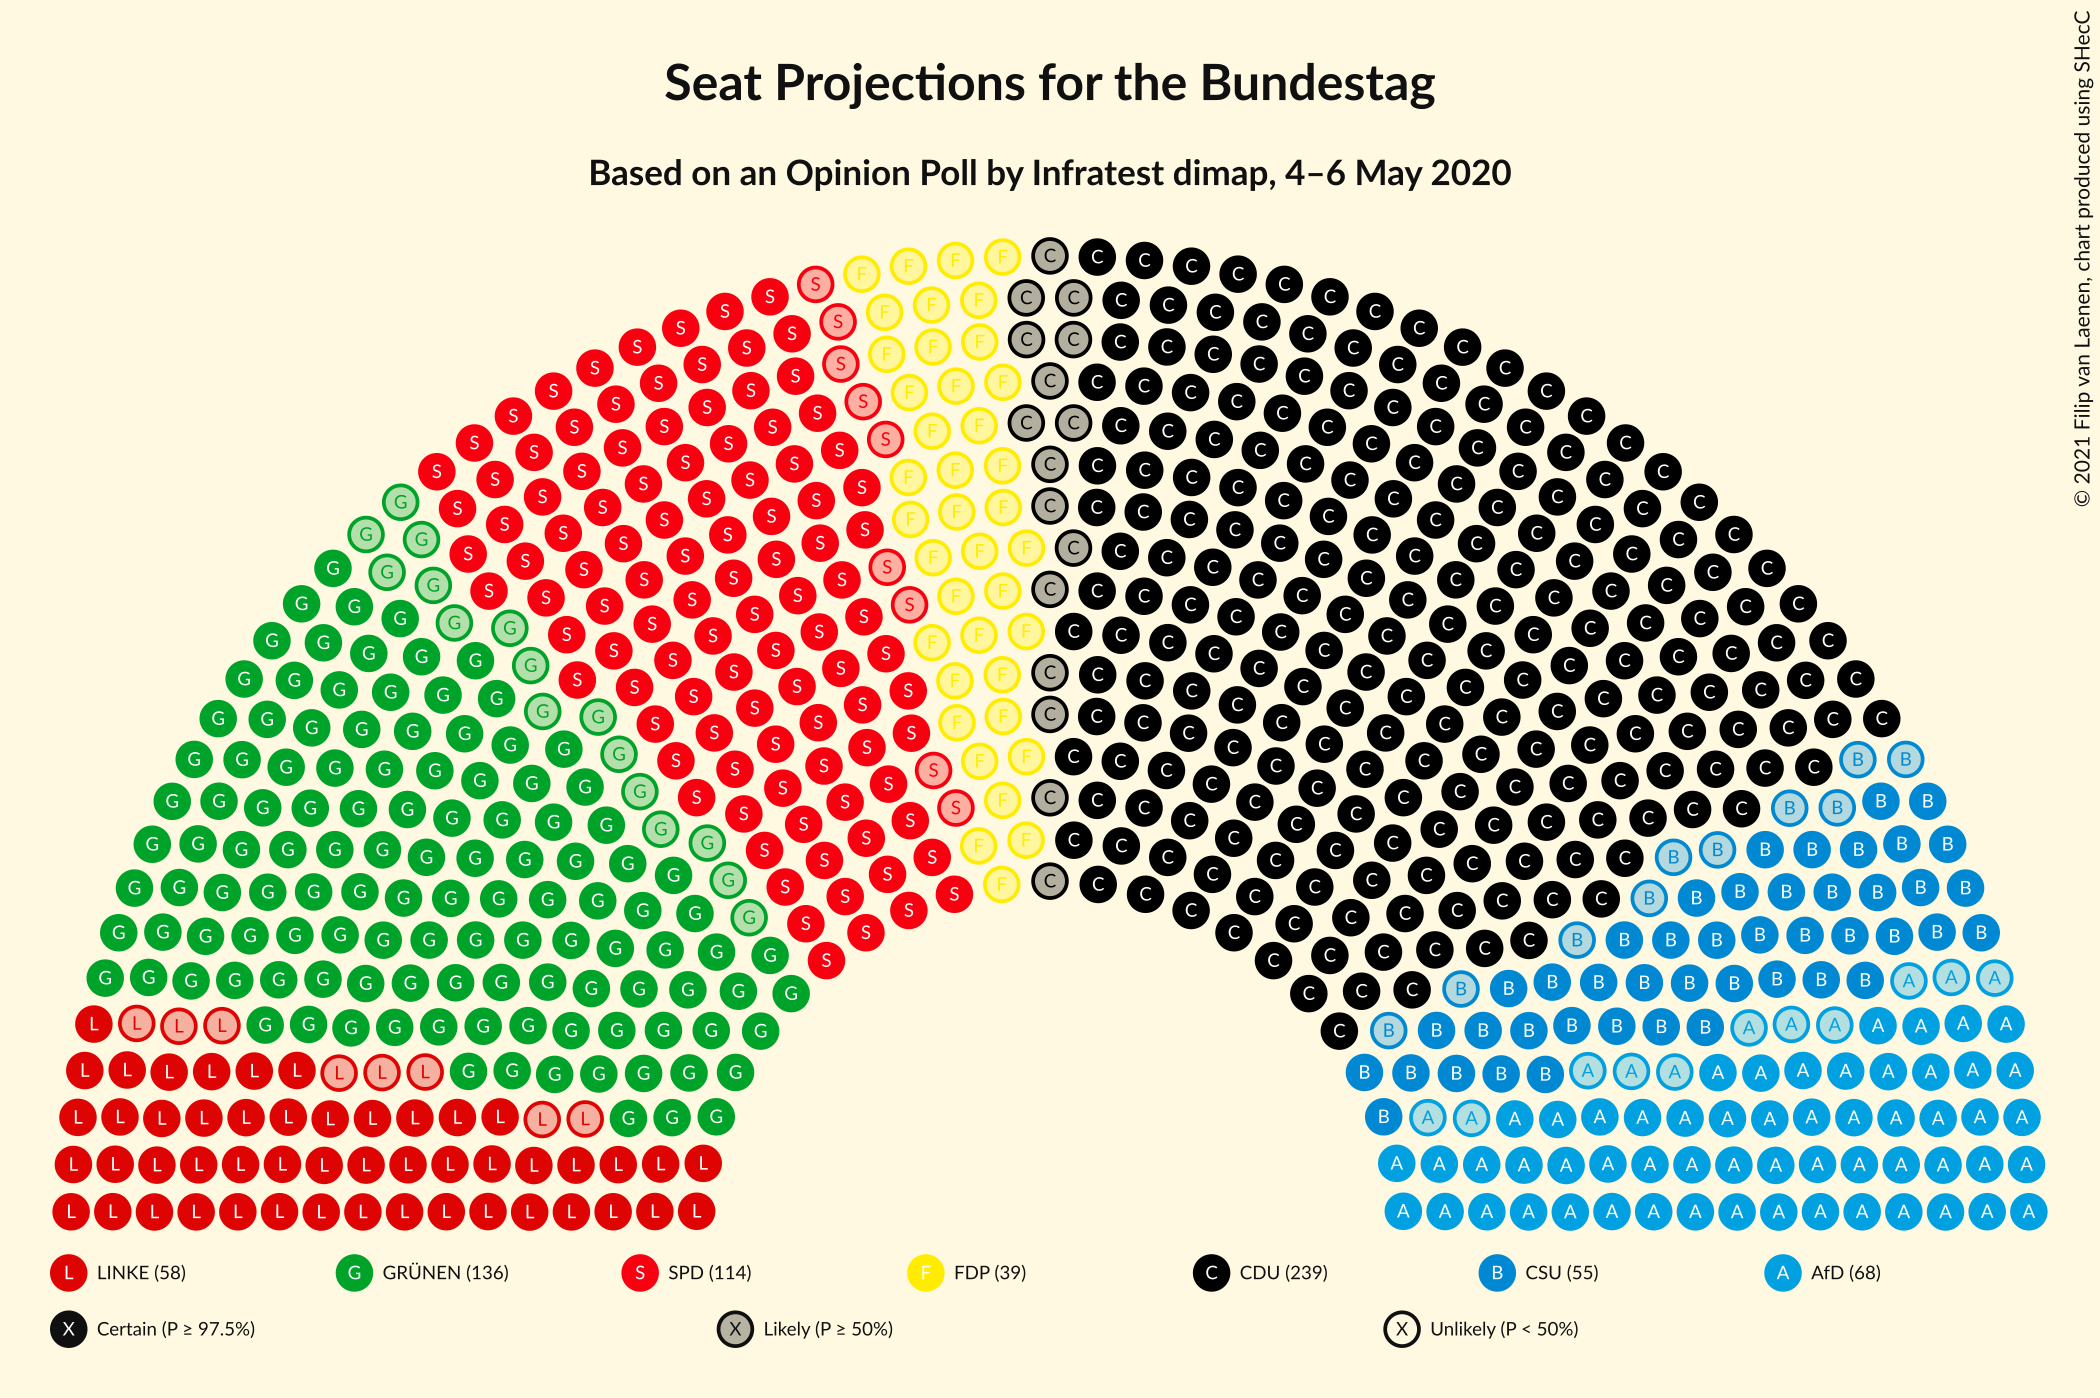 Seat Projections for the Bundestag
Based on an Opinion Poll by Infratest dimap, 4–6 May 2020
© 2021 Filip van Laenen, chart produced using SHecC
L LINKE (58) G GRÜNEN (136) S SPD (114) F FDP (39) C CDU (239) B CSU (55) A AfD (68)
X Certain (P ≥ 97.5%) X Likely (P ≥ 50%) X Unlikely (P < 50%)